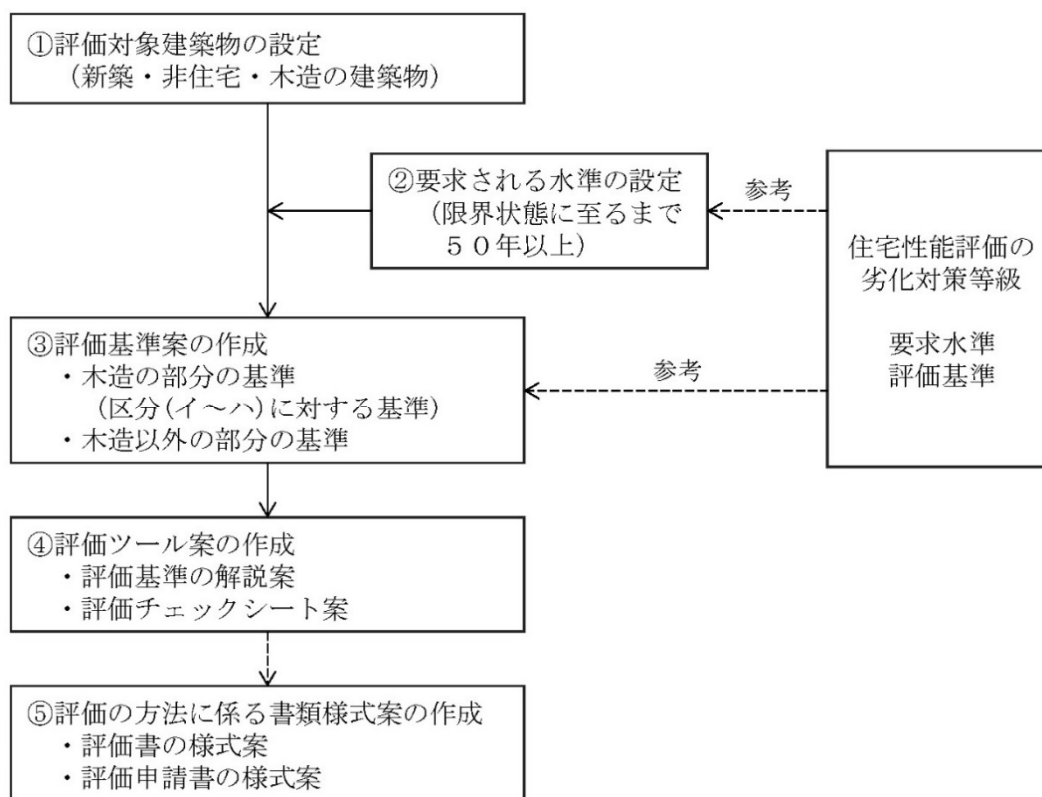 ①評価対象建築物の設定
(新築・非住宅・木造の建築物)
②要求される水準の設定
(限界状態に至るまで
５０年以上)
参考
住宅性能評価の
劣化対策等級
要求水準
評価基準
③評価基準案の作成
・木造の部分の基準
(区分(イ～ハ)に対する基準)
・木造以外の部分の基準
参考
④評価ツール案の作成
・評価基準の解説案
・評価チェックシート案
⑤評価の方法に係る書類様式案の作成
・評価書の様式案
・評価申請書の様式案